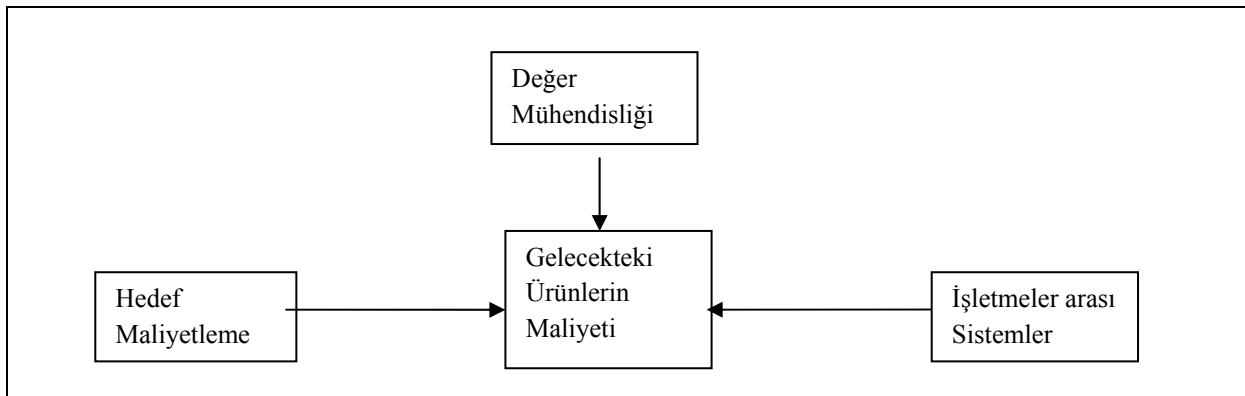 Değer
Mühendisliği
Gelecekteki
Ürünlerin
Maliyeti
Hedef
Maliyetleme
İşletmeler arası
Sistemler